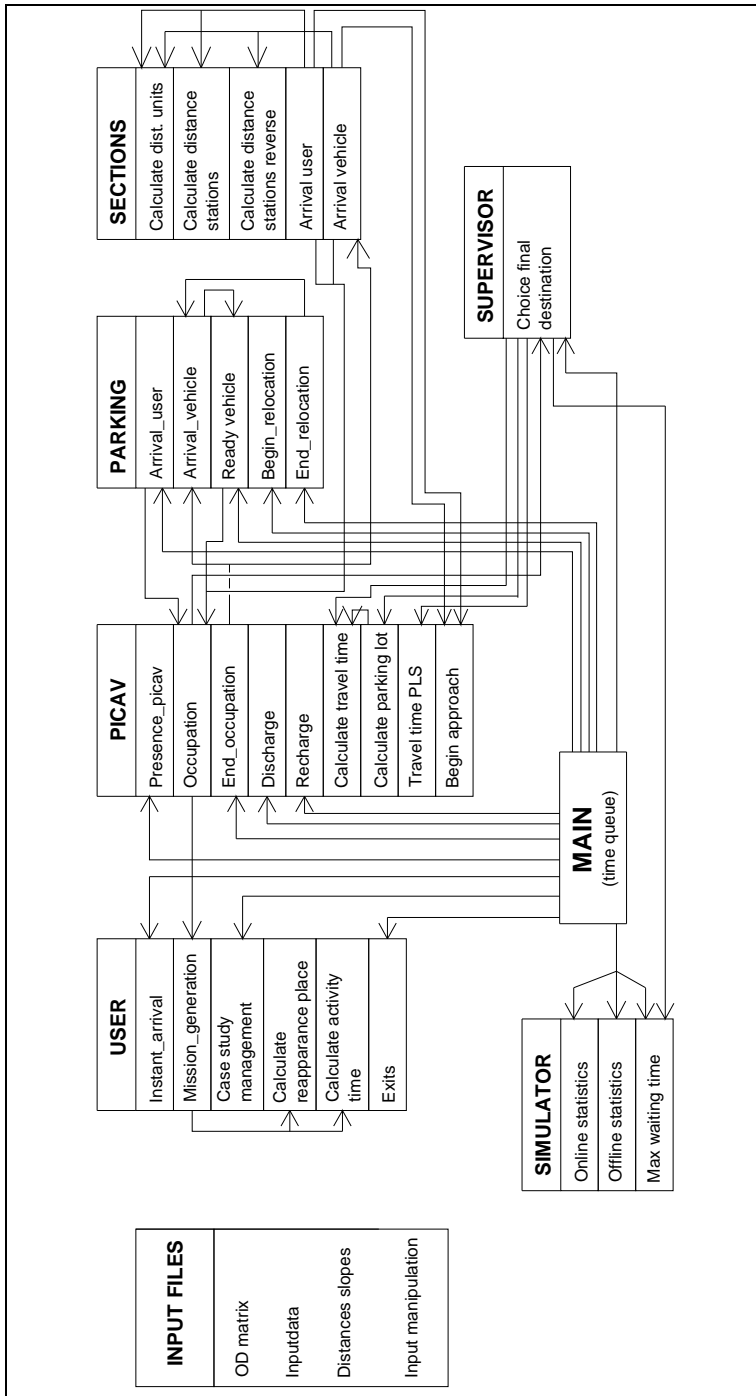 INPUT FILES
OD matrix
Inputdata
Distances slopes
Input manipulation
USER
Instant_arrival
Mission_generation
Case study
management
Calculate
reapparance place
Calculate activity
time
Exits
PICAV
Presence_picav
Occupation
End_occupation
Discharge
Recharge
Calculate travel time
Calculate parking lot
Travel time PLS
Begin approach
PARKING
Arrival_user
Arrival_vehicle
Ready vehicle
Begin_relocation
End_relocation
SECTIONS
Calculate dist. units
Calculate distance
stations
Calculate distance
stations reverse
Arrival user
Arrival vehicle
SIMULATOR
Online statistics
Offline statistics
Max waiting time
MAIN
(time queue)
SUPERVISOR
Choice final
destination